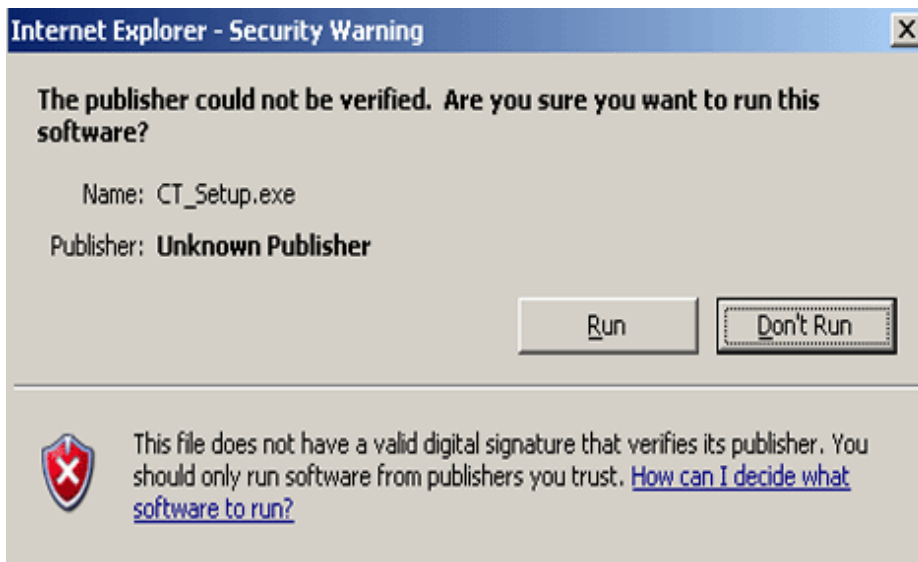 Internet Explorer - Security Warning
The publisher could not be verified.  Are you sure you want to run this
software?
Name: CT_Setup.exe
Publisher: Unknown Publisher
Run Don't Run
This file does not have a valid digital signature that verifies its publisher. You
should only run software from publishers you trust. How can I decide what
software to run?